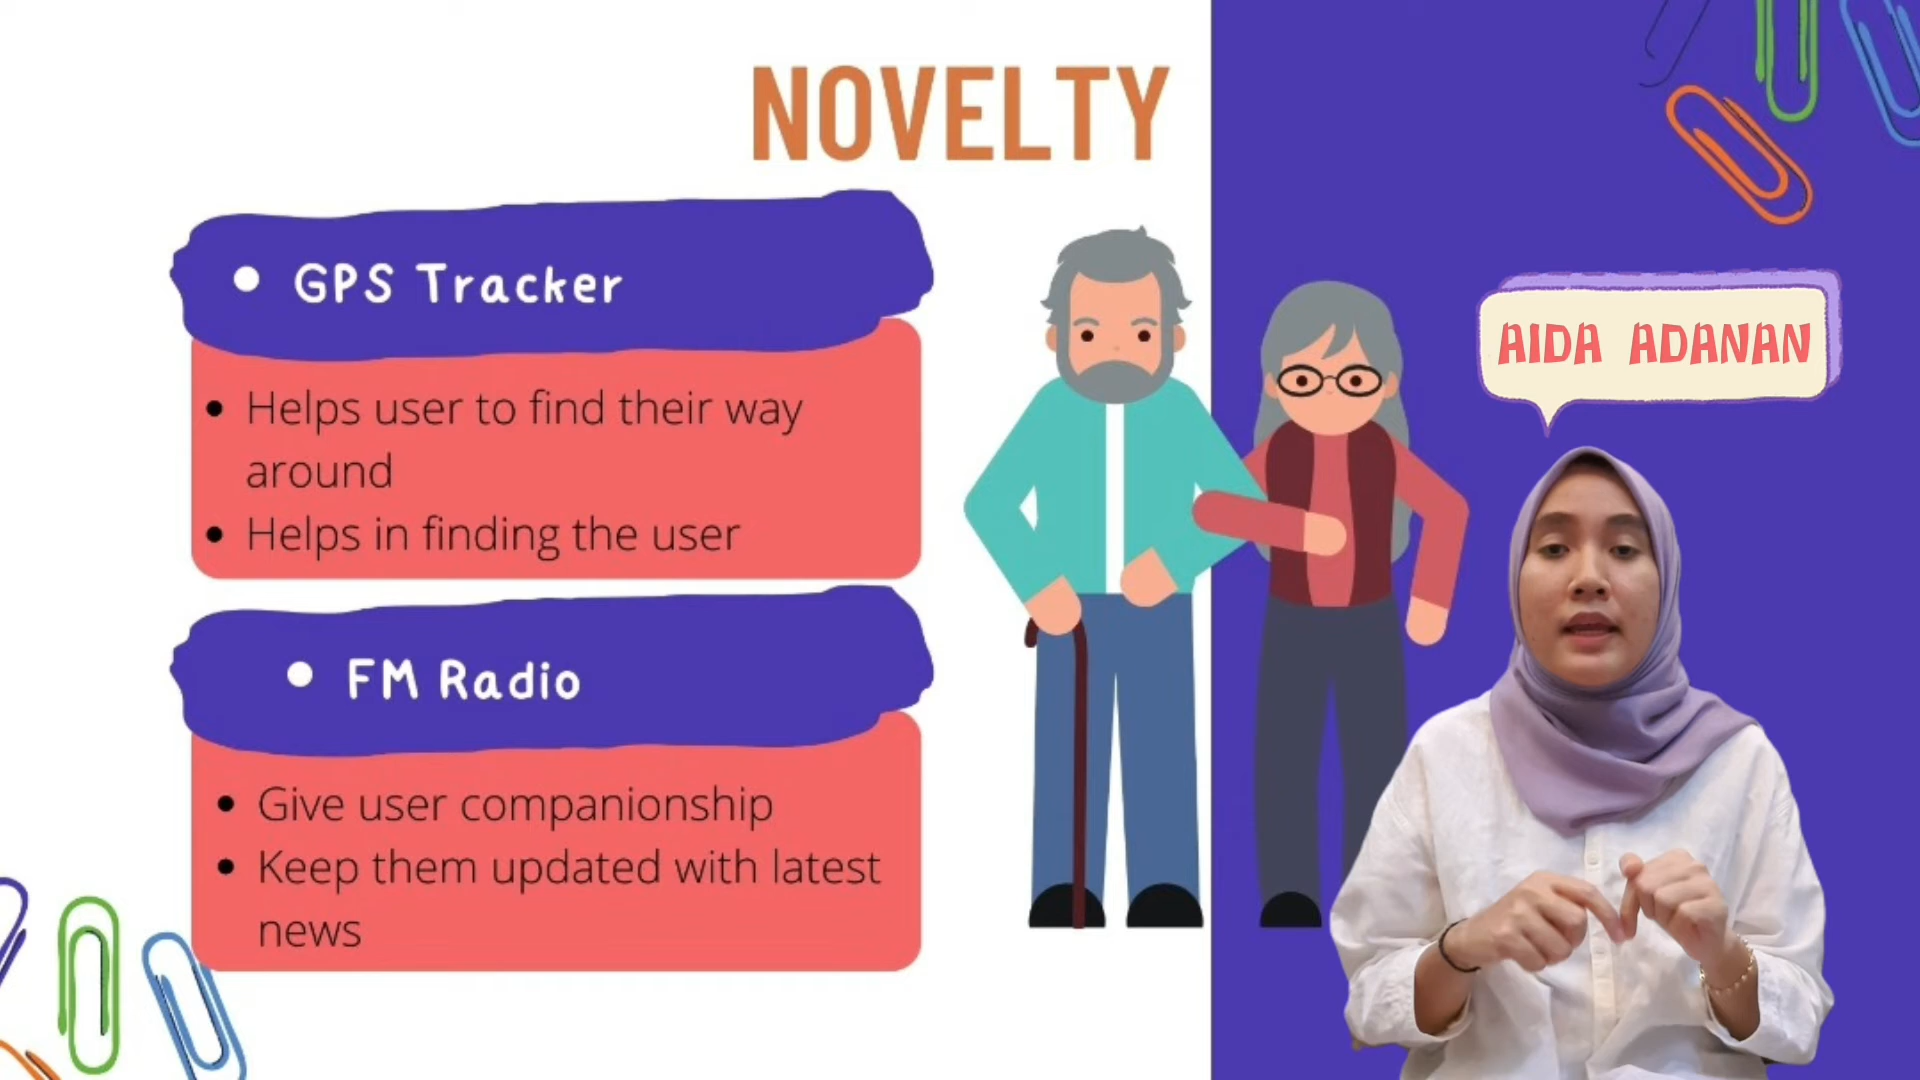 NOVELTY
• GPS Tracker
• Helps user to find their way
around
• Helps in finding the user
• FM Radio
• Give user companionship
• Keep them updated with latest
news
AIDA ADANAN